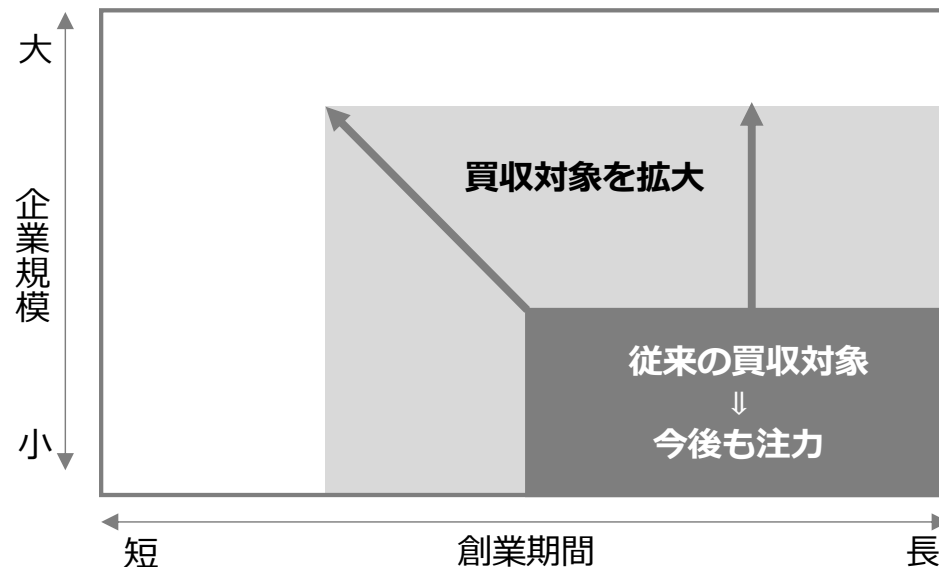 大
企業規模
小
買収対象を拡大
従来の買収対象
⇓
今後も注力
短
創業期間
長